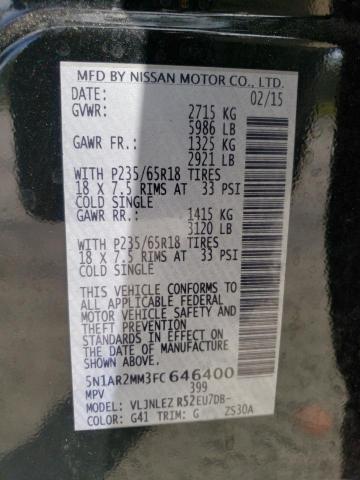 MFD BY NISSAN MOTOR CO., LTD.
DATE: 02/15
GVWR: 2715 KG
5986 LB
GAWR FR.: 1325 KG
2921 LB
WITH P235/65R18 TIRES
18 X 7.5 RIMS AT 33 PSI
COLD SINGLE
GAWR RR.: 1415 KG
3120 LB
WITH P235/65R18 TIRES
18 X 7.5 RIMS AT 33 PSI
COLD SINGLE
THIS VEHICLE CONFORMS TO
ALL APPLICABLE FEDERAL
MOTOR VEHICLE SAFETY AND
THEFT PREVENTION
STANDARDS IN EFFECT ON
THE DATE OF MANUFACTURE
SHOWN ABOVE.
5N1AR2MM3FC646400
MPV 399
MODEL: VLJNLEZ R52EU7DB-
COLOR: G41 TRIM: G ZS30A